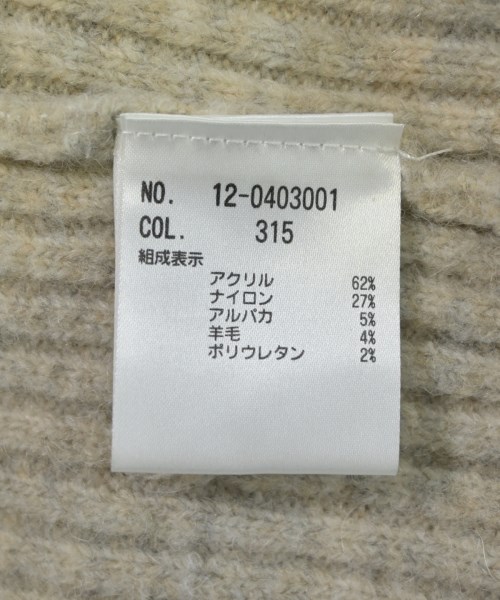 NO. 12-0403001
COL. 315
組成表示
アクリル 62%
ナイロン 27%
アルパカ 5%
羊毛 4%
ポリウレタン 2%